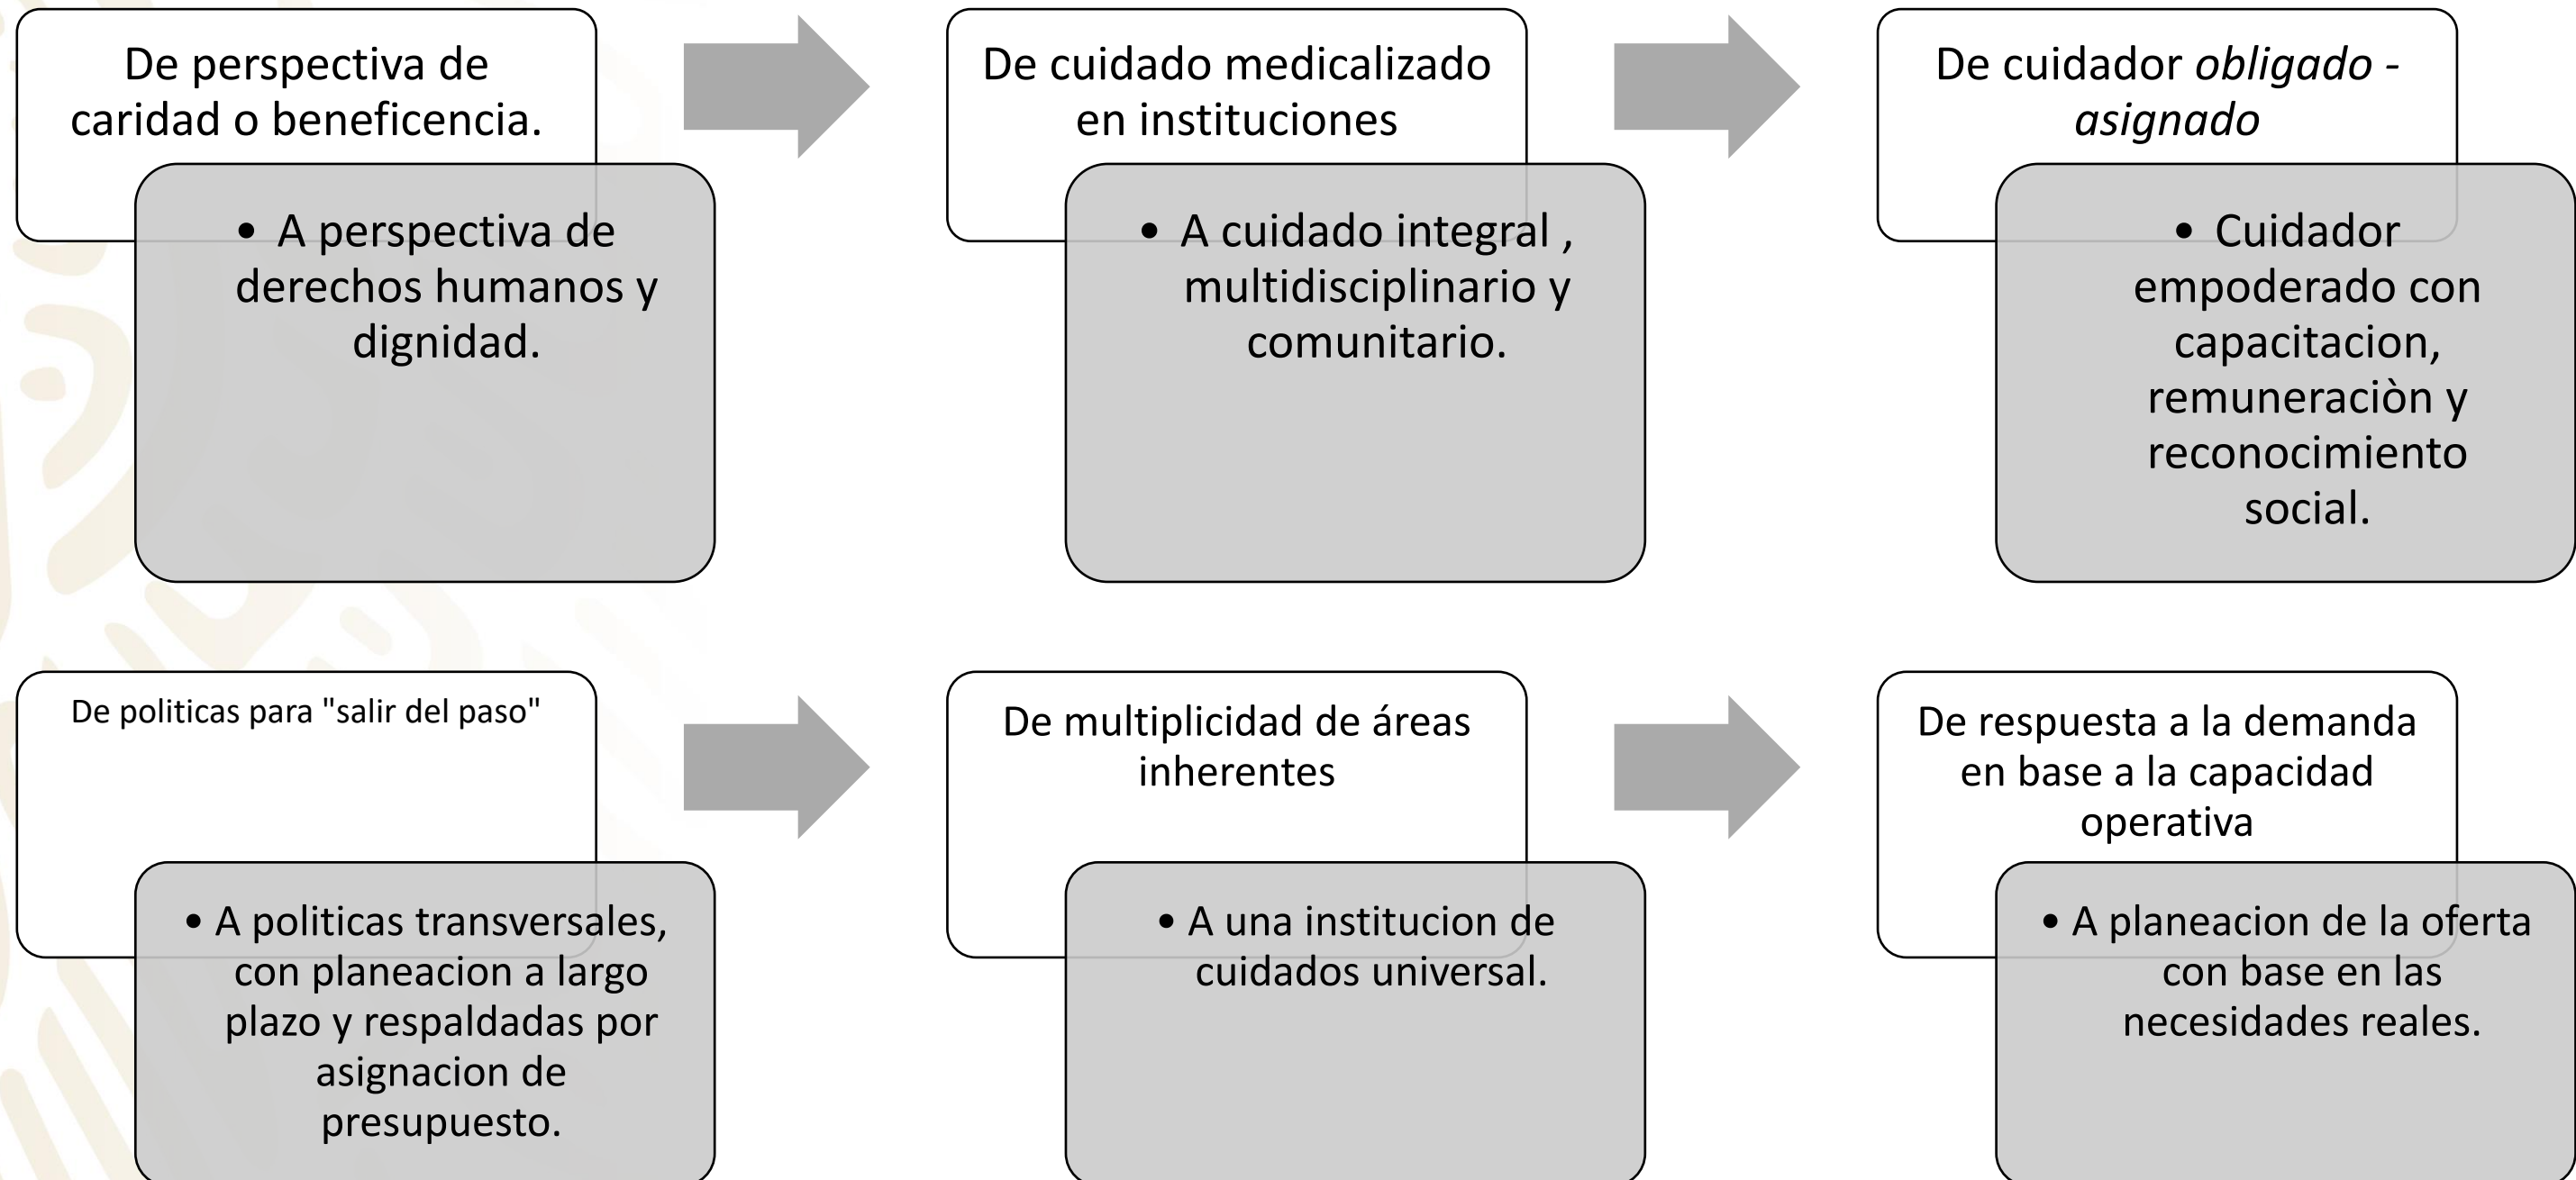 De perspectiva de
caridad o beneficencia.
• A perspectiva de
derechos humanos y
dignidad.
De cuidado medicalizado
en instituciones
• A cuidado integral ,
multidisciplinario y
comunitario.
De cuidador obligado -
asignado
• Cuidador
empoderado con
capacitacion,
remuneraciòn y
reconocimiento
social.
De politicas para "salir del paso"
• A politicas transversales,
con planeacion a largo
plazo y respaldadas por
asignacion de
presupuesto.
De multiplicidad de áreas
inherentes
• A una institucion de
cuidados universal.
De respuesta a la demanda
en base a la capacidad
operativa
• A planeacion de la oferta
con base en las
necesidades reales.